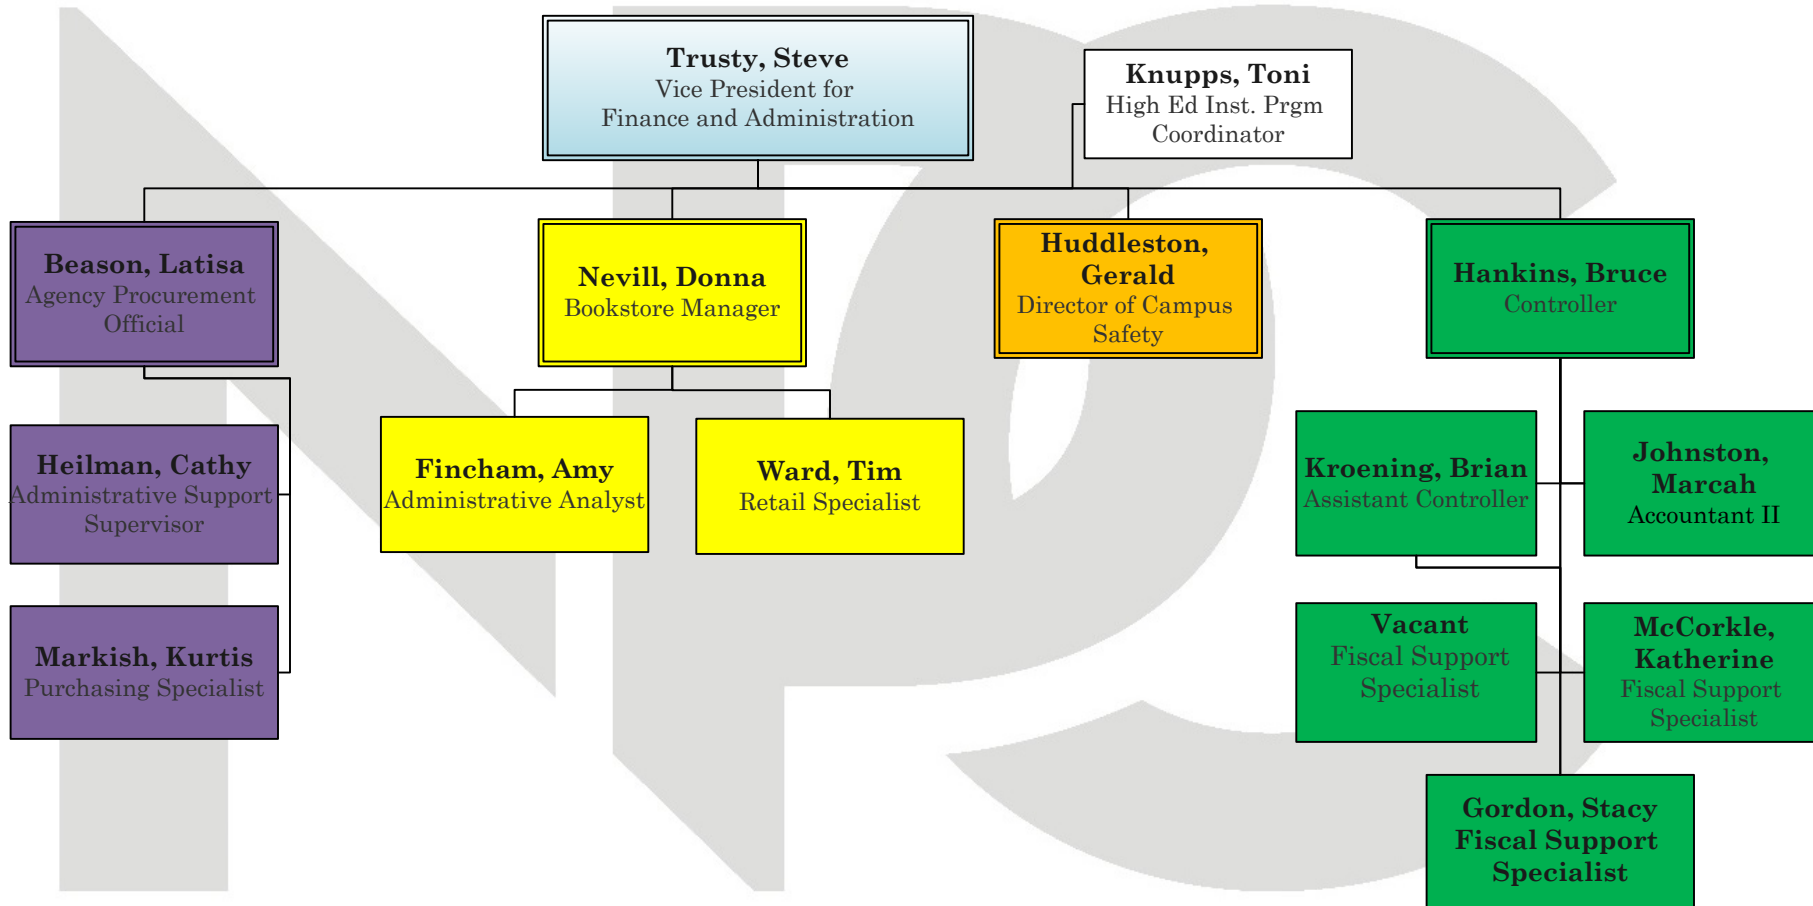 Trusty, Steve
Vice President for
Finance and Administration
Knupps, Toni
High Ed Inst. Prgm
Coordinator
Beason, Latisa
Agency Procurement
Official
Nevill, Donna
Bookstore Manager
Huddleston,
Gerald
Director of Campus
Safety
Hankins, Bruce
Controller
Heilman, Cathy
Administrative Support
Supervisor
Fincham, Amy
Administrative Analyst
Ward, Tim
Retail Specialist
Kroening, Brian
Assistant Controller
Johnston,
Marcah
Accountant II
Markish, Kurtis
Purchasing Specialist
Vacant
Fiscal Support
Specialist
McCorkle,
Katherine
Fiscal Support
Specialist
Gordon, Stacy
Fiscal Support
Specialist
NPC